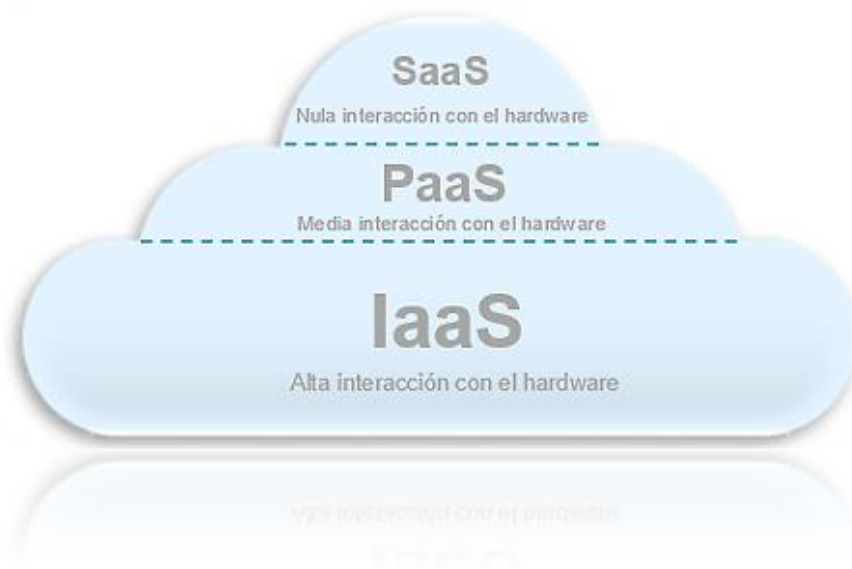 SaaS
Nula interacción con el hardware
PaaS
Media interacción con el hardware
IaaS
Alta interacción con el hardware